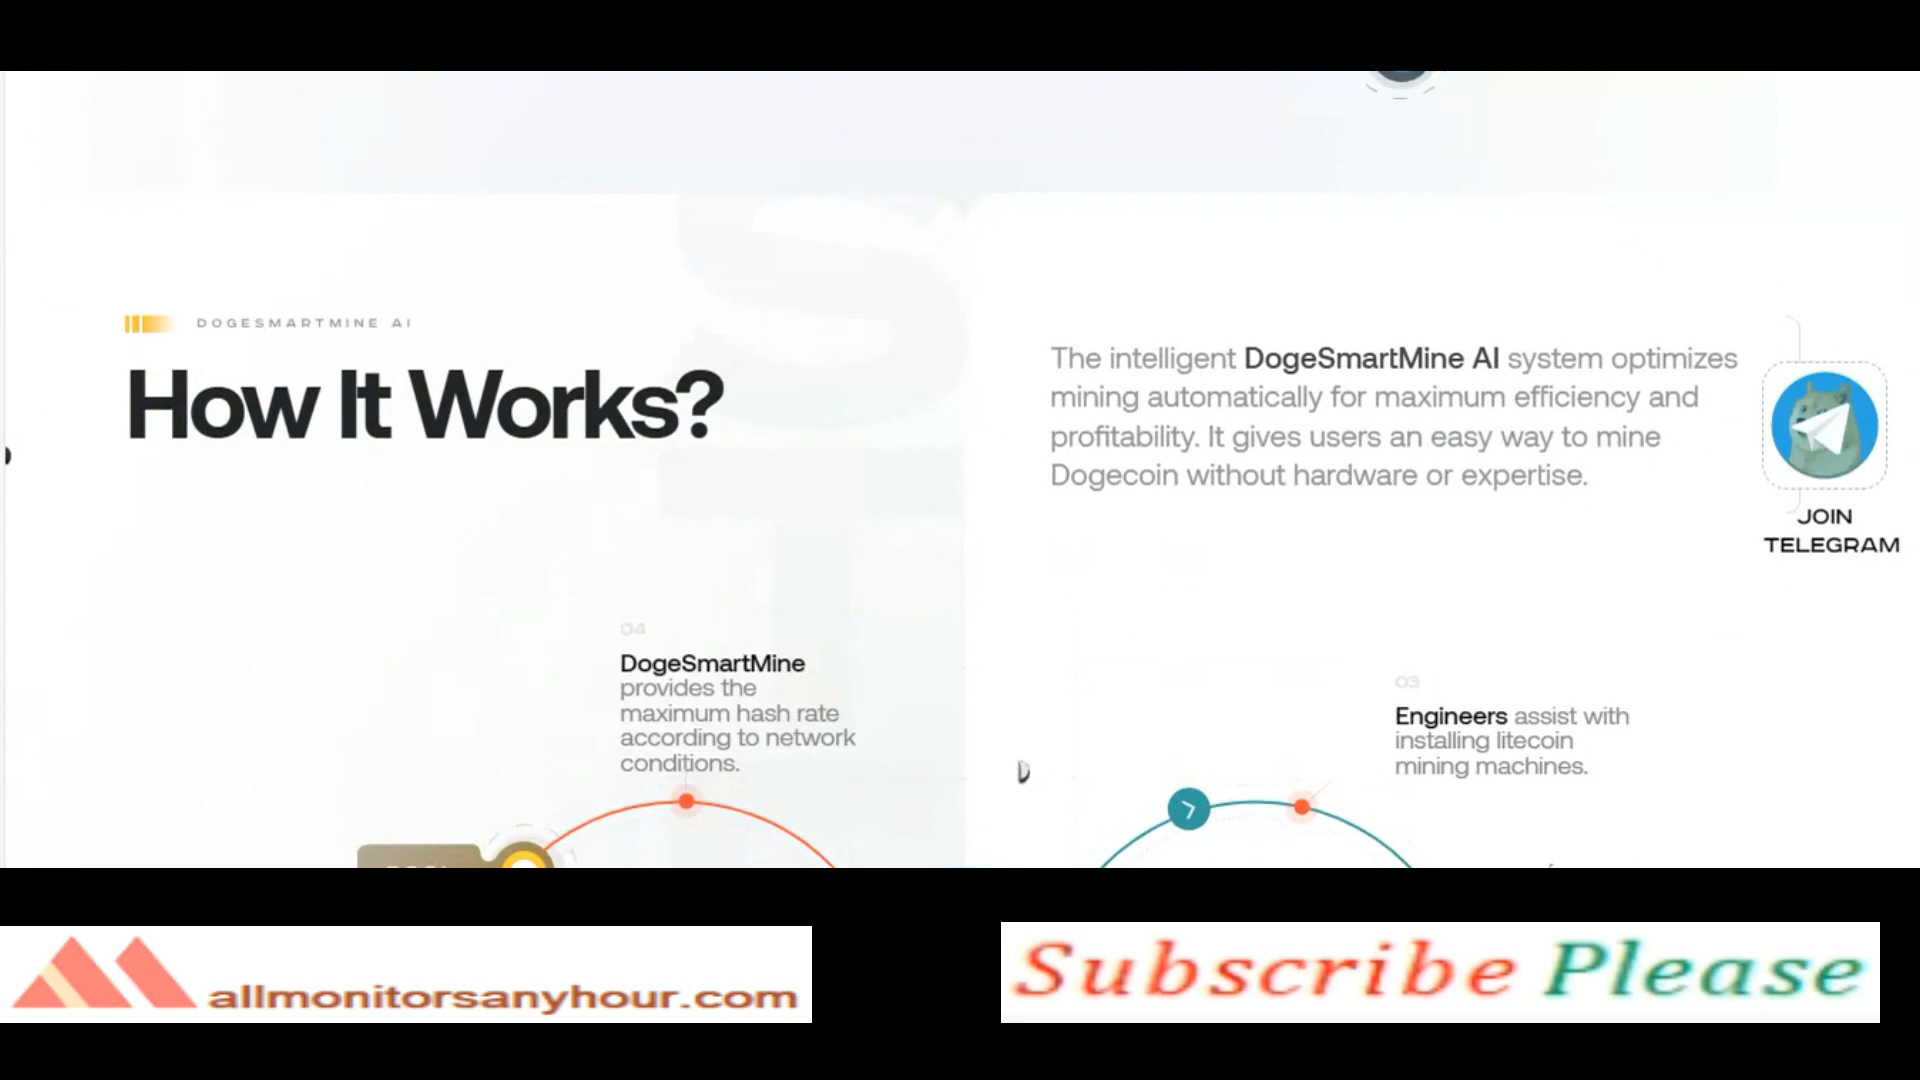 DOGESMARTMINE AI
How It Works?
The intelligent DogeSmartMine AI system optimizes
mining automatically for maximum efficiency and
profitability. It gives users an easy way to mine
Dogecoin without hardware or expertise.
JOIN
TELEGRAM
04
DogeSmartMine
provides the
maximum hash rate
according to network
conditions.
03
Engineers assist with
installing litecoin
mining machines.
allmonitorsanyhour.com
Subscribe Please